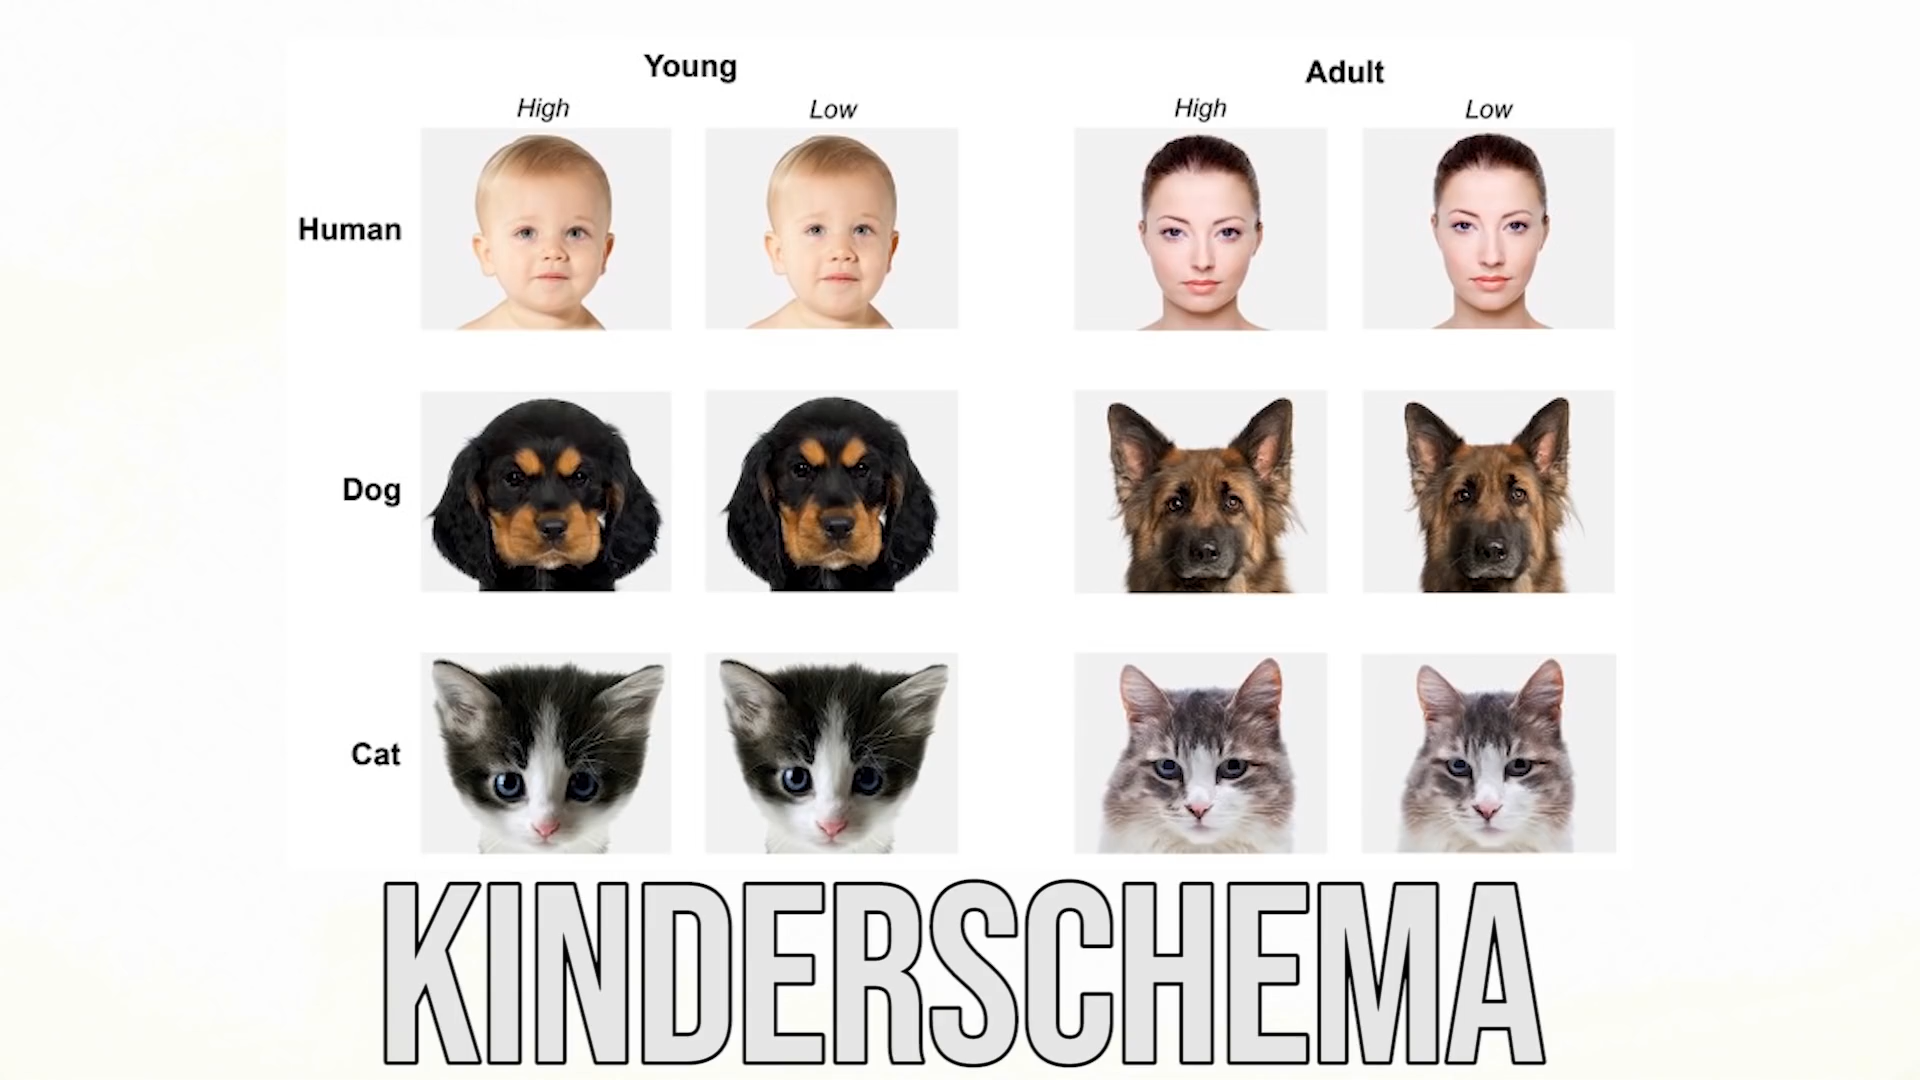 Young Adult
High Low High Low
Human
Dog
Cat
KINDERSCHEMA